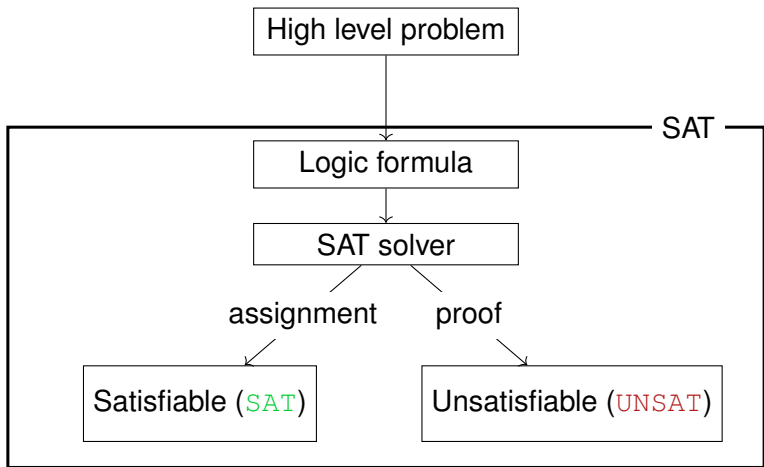 High level problem
SAT
Logic formula
SAT solver
assignment
proof
Satisfiable (SAT)
Unsatisfiable (UNSAT)